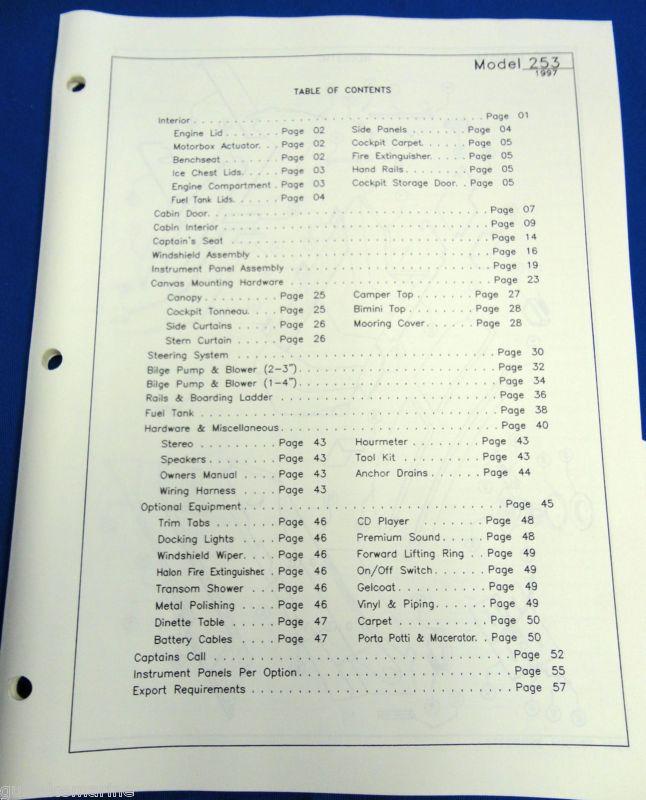 Model 253
1997
TABLE OF CONTENTS
Interior . . . . . . . . . . . . . . . . . . . . . . . . . . . . . . . Page 01
Engine Lid . . . . . . . Page 02 Side Panels . . . . . . . Page 04
Motorbox Actuator. . . Page 02 Cockpit Carpet. . . . . . Page 05
Benchseat . . . . . . . Page 02 Fire Extinguisher. . . . . Page 05
Ice Chest Lids. . . . . Page 03 Hand Rails. . . . . . . . Page 05
Engine Compartment . Page 03 Cockpit Storage Door. . Page 05
Fuel Tank Lids. . . . . . Page 04
Cabin Door. . . . . . . . . . . . . . . . . . . . . . . . . . . . . Page 07
Cabin Interior . . . . . . . . . . . . . . . . . . . . . . . . . . . Page 09
Captain's Seat . . . . . . . . . . . . . . . . . . . . . . . . . . . Page 14
Windshield Assembly . . . . . . . . . . . . . . . . . . . . . . . . Page 16
Instrument Panel Assembly . . . . . . . . . . . . . . . . . . . . . Page 19
Canvas Mounting Hardware . . . . . . . . . . . . . . . . . . . . . Page 23
Canopy . . . . . . . . . Page 25 Camper Top . . . . . . . Page 27
Cockpit Tonneau. . . . Page 25 Bimini Top . . . . . . . . Page 28
Side Curtains . . . . . . Page 26 Mooring Cover. . . . . . Page 28
Stern Curtain . . . . . . Page 26
Steering System . . . . . . . . . . . . . . . . . . . . . . . . . . Page 30
Bilge Pump & Blower (2-3") . . . . . . . . . . . . . . . . . . . . Page 32
Bilge Pump & Blower (1-4") . . . . . . . . . . . . . . . . . . . . Page 34
Rails & Boarding Ladder . . . . . . . . . . . . . . . . . . . . . . Page 36
Fuel Tank . . . . . . . . . . . . . . . . . . . . . . . . . . . . . Page 38
Hardware & Miscellaneous. . . . . . . . . . . . . . . . . . . . . . Page 40
Stereo . . . . . . . . . Page 43 Hourmeter . . . . . . . . Page 43
Speakers. . . . . . . . Page 43 Tool Kit . . . . . . . . . Page 43
Owners Manual . . . . Page 43 Anchor Drains. . . . . . Page 44
Wiring Harness . . . . Page 43
Optional Equipment. . . . . . . . . . . . . . . . . . . . . . . . . Page 45
Trim Tabs . . . . . . . Page 46 CD Player . . . . . . . Page 48
Docking Lights . . . . . Page 46 Premium Sound. . . . . Page 48
Windshield Wiper. . . . Page 46 Forward Lifting Ring . . Page 49
Halon Fire Extinguisher. . Page 46 On/Off Switch. . . . . . Page 49
Transom Shower . . . . Page 46 Gelcoat. . . . . . . . . Page 49
Metal Polishing . . . . Page 46 Vinyl & Piping. . . . . . Page 49
Dinette Table . . . . . Page 47 Carpet . . . . . . . . . Page 50
Battery Cables . . . . Page 47 Porta Potti & Macerator. . Page 50
Captains Call . . . . . . . . . . . . . . . . . . . . . . . . . . . Page 52
Instrument Panels Per Option. . . . . . . . . . . . . . . . . . . . Page 55
Export Requirements . . . . . . . . . . . . . . . . . . . . . . . . Page 57